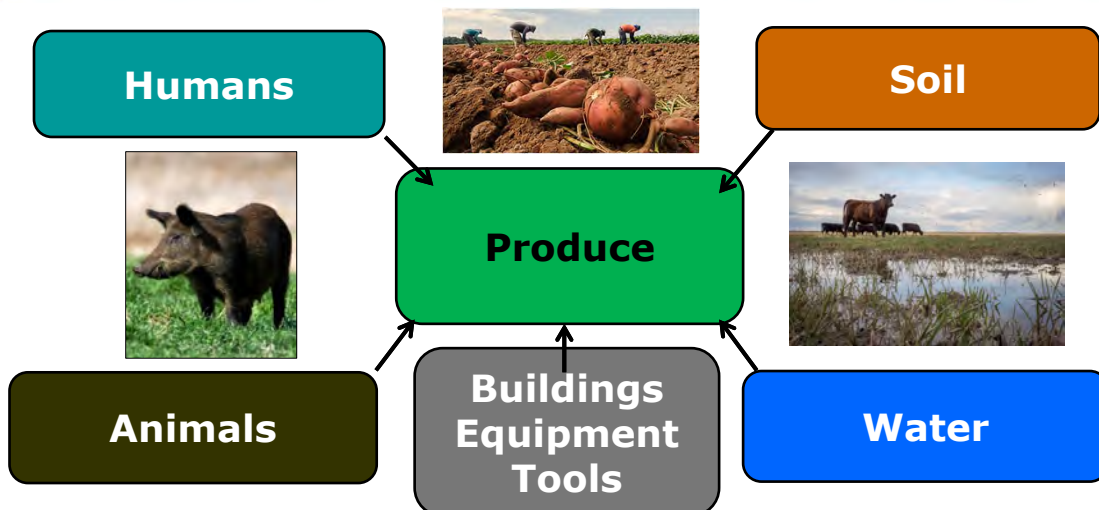 Humans
Soil
Produce
Animals
Buildings
Equipment
Tools
Water